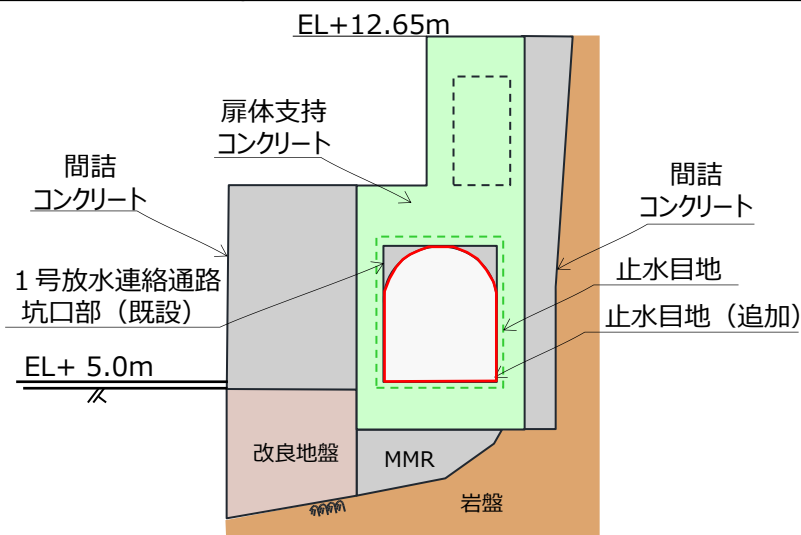 EL+12.65m
扉体支持
コンクリート
間詰
コンクリート
間詰
コンクリート
１号放水連絡通路
坑口部（既設）
止水目地
止水目地（追加）
EL+ 5.0m
改良地盤
MMR
岩盤